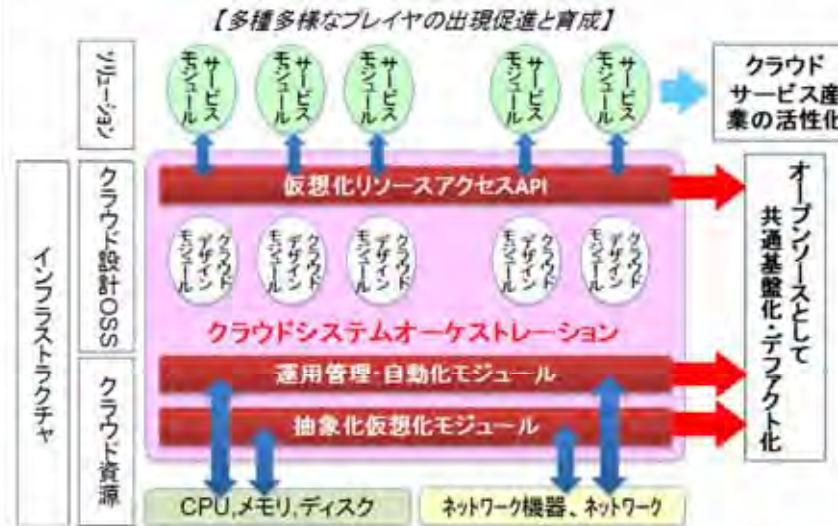 【多種多様なプレイヤの出現促進と育成】
ソリューション
サービス
モジュール
サービス
モジュール
サービス
モジュール
サービス
モジュール
サービス
モジュール
クラウド
サービス産
業の活性化
インフラストラクチャ
クラウド設計OSS
仮想化リソースアクセスAPI
クラウド
デザイン
モジュール
クラウド
デザイン
モジュール
クラウド
デザイン
モジュール
クラウド
デザイン
モジュール
クラウド
デザイン
モジュール
クラウドシステムオーケストレーション
オープンソースとして
共通基盤化・デファクト化
クラウド資源
運用管理・自動化モジュール
抽象化仮想化モジュール
CPU,メモリ,ディスク
ネットワーク機器、ネットワーク